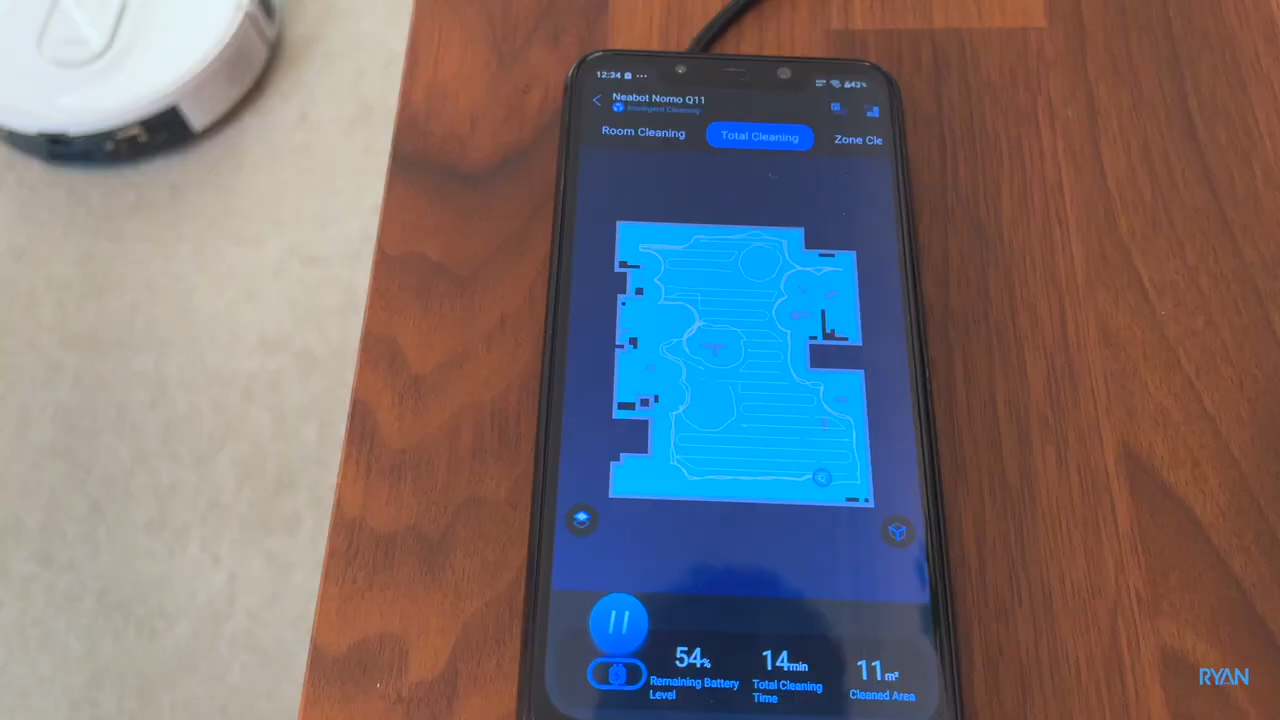 12:34
43%
Neabot Nomo Q11
Intelligent Cleaning
Room Cleaning
Total Cleaning
Zone Cle
54%
Remaining Battery
Level
14min
Total Cleaning
Time
11m²
Cleaned Area
RYAN